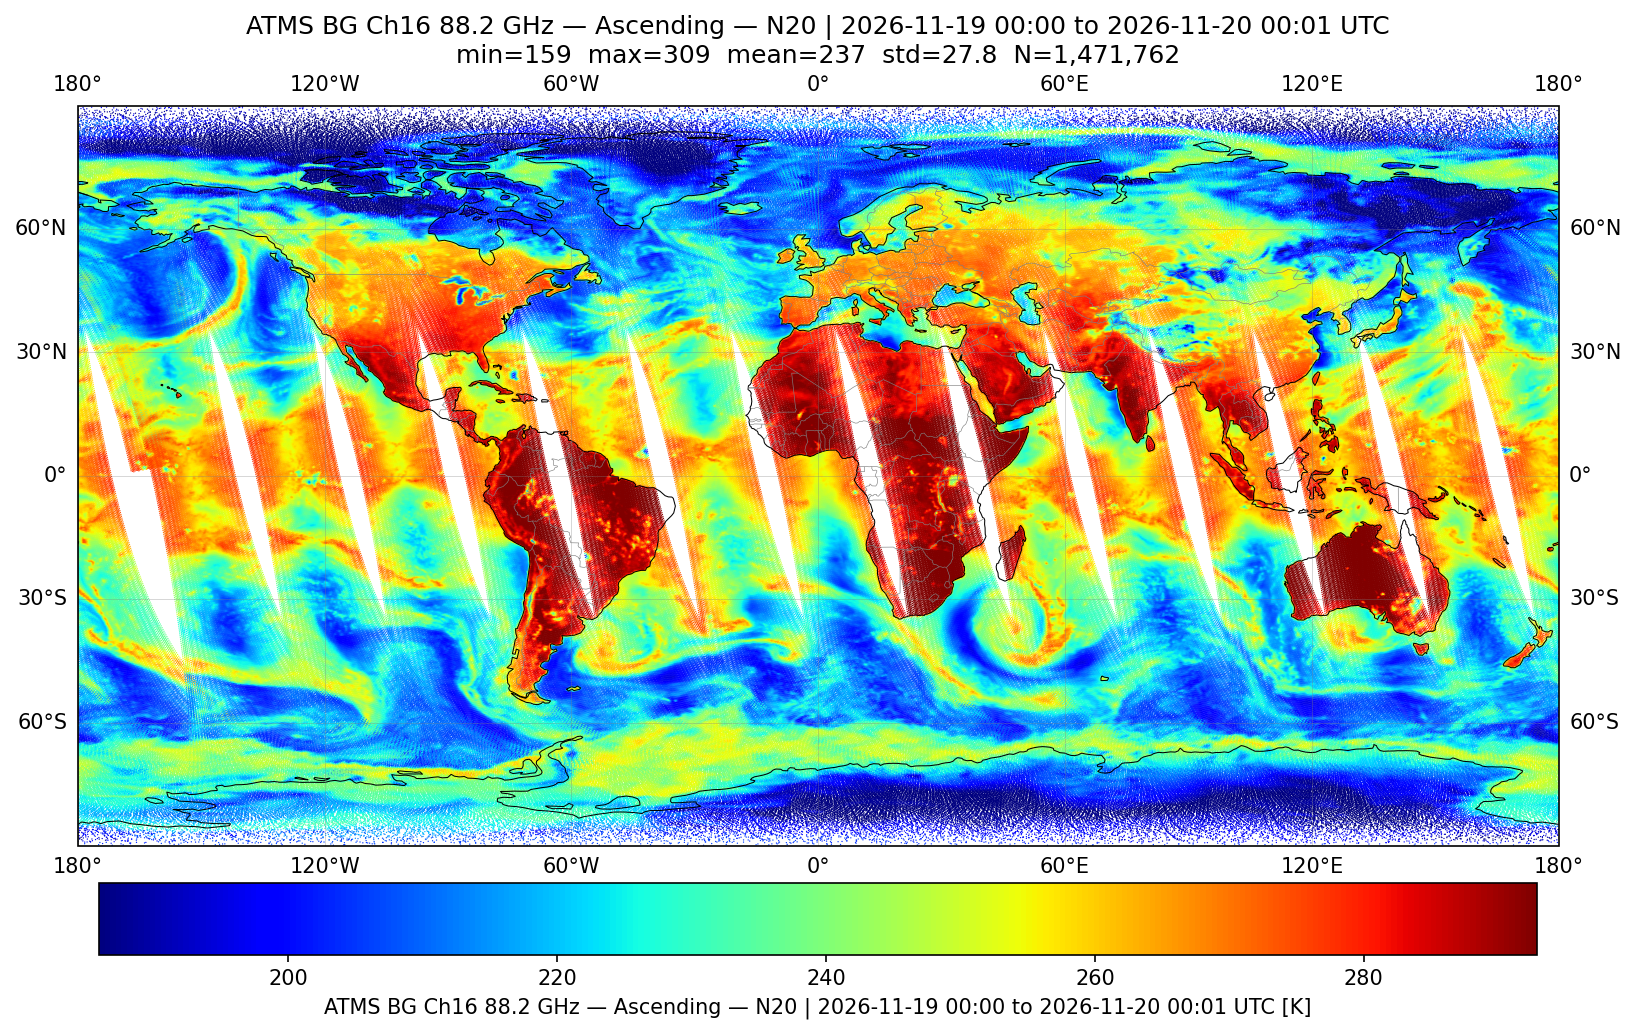 ATMS BG Ch16 88.2 GHz — Ascending — N20 | 2026-11-19 00:00 to 2026-11-20 00:01 UTC
min=159  max=309  mean=237  std=27.8  N=1,471,762
180° 120°W 60°W 0° 60°E 120°E 180°
60°N 60°N
30°N 30°N
0° 0°
30°S 30°S
60°S 60°S
180° 120°W 60°W 0° 60°E 120°E 180°
200 220 240 260 280
ATMS BG Ch16 88.2 GHz — Ascending — N20 | 2026-11-19 00:00 to 2026-11-20 00:01 UTC [K]